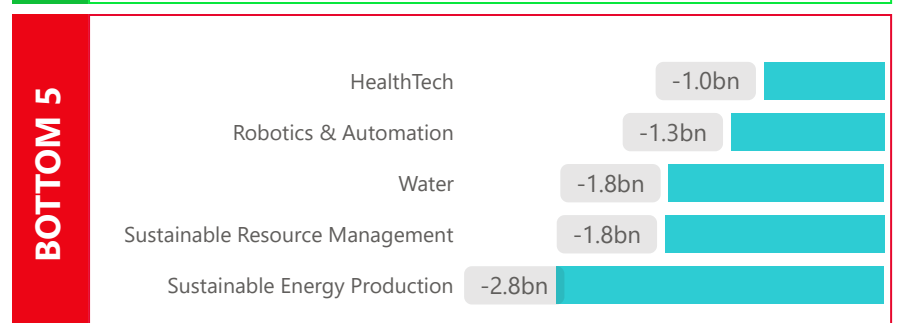 BOTTOM 5
HealthTech -1.0bn
Robotics & Automation -1.3bn
Water -1.8bn
Sustainable Resource Management -1.8bn
Sustainable Energy Production -2.8bn